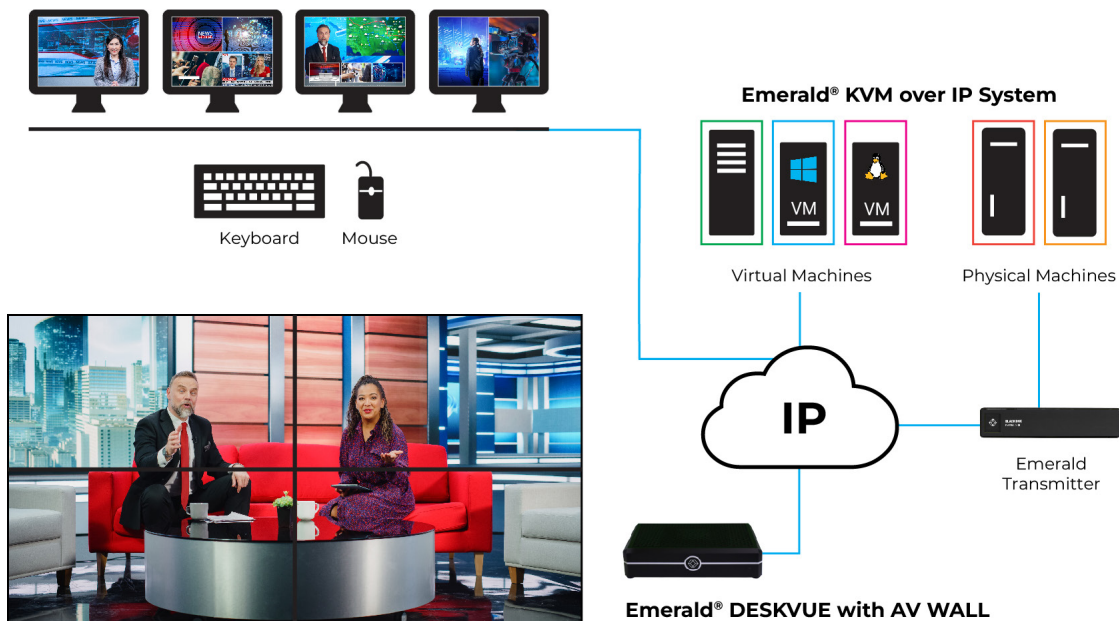 Emerald® KVM over IP System
VM
VM
Keyboard
Mouse
Virtual Machines
Physical Machines
IP
Emerald
Transmitter
Emerald® DESKVUE with AV WALL